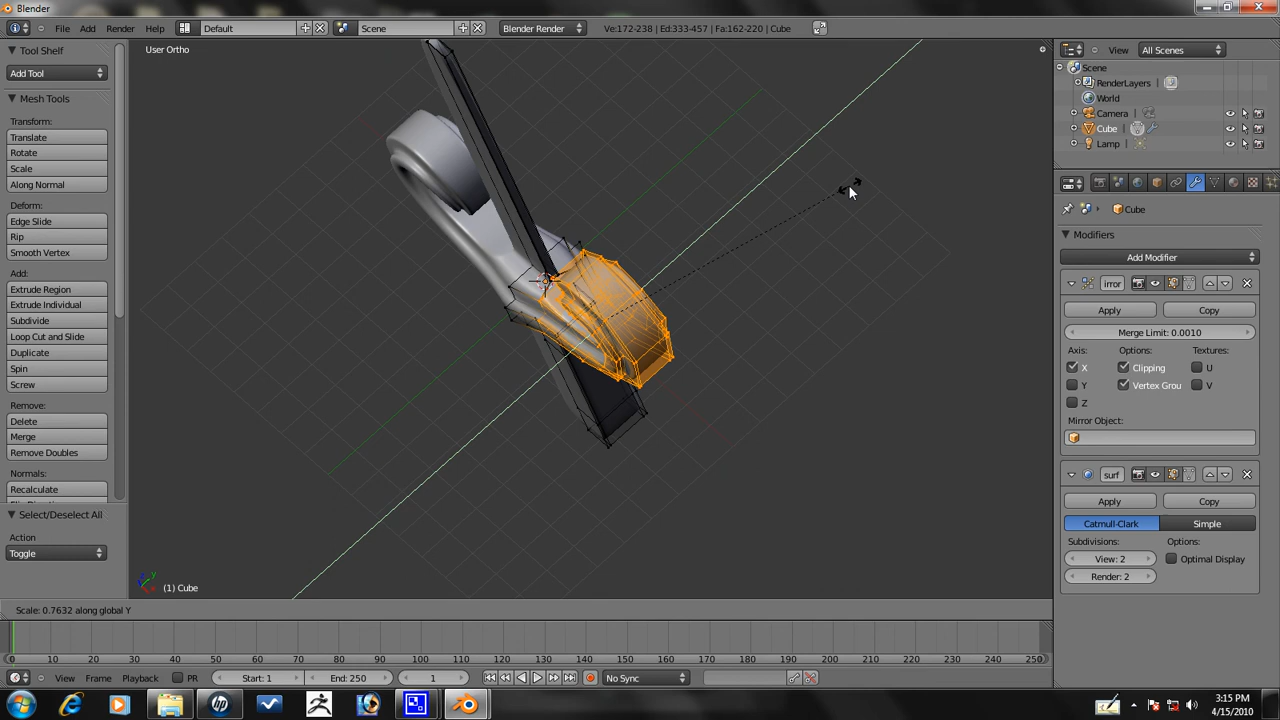 Blender
File Add Render Help Default Scene Blender Render Ve:172-238 | Ed:333-457 | Fa:162-220 | Cube
Tool Shelf
Add Tool
Mesh Tools
Transform:
Translate
Rotate
Scale
Along Normal
Deform:
Edge Slide
Rip
Smooth Vertex
Add:
Extrude Region
Extrude Individual
Subdivide
Loop Cut and Slide
Duplicate
Spin
Screw
Remove:
Delete
Merge
Remove Doubles
Normals:
Recalculate
Select/Deselect All
Action
Toggle
User Ortho
(1) Cube
Scale: 0.7632 along global Y
View All Scenes
Scene
RenderLayers
World
Camera
Cube
Lamp
Cube
Modifiers
Add Modifier
irror
Apply Copy
Merge Limit: 0.0010
Axis: Options: Textures:
X Clipping U
Y Vertex Grou V
Z
Mirror Object:
surf
Apply Copy
Catmull-Clark Simple
Subdivisions: Options:
View: 2 Optimal Display
Render: 2
0 10 20 30 40 50 60 70 80 90 100 110 120 130 140 150 160 170 180 190 200 210 220 230 240 250
View Frame Playback PR Start: 1 End: 250 1 No Sync
3:15 PM
4/15/2010